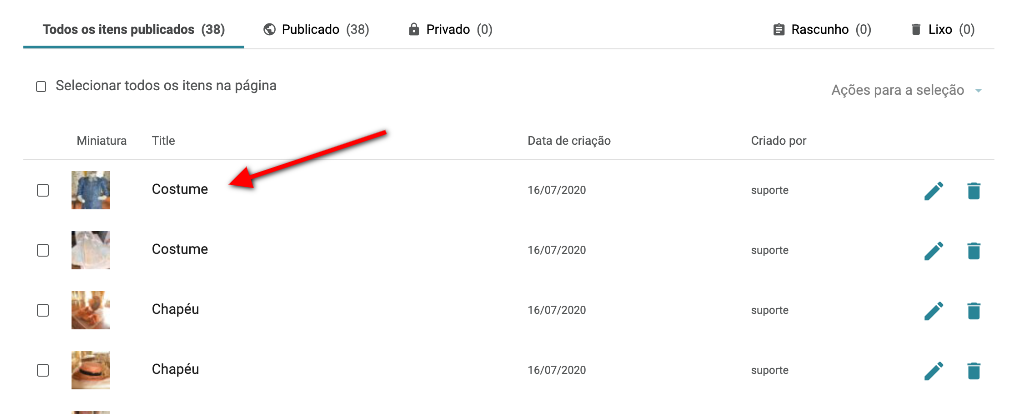 Todos os itens publicados (38) Publicado (38) Privado (0) Rascunho (0) Lixo (0)
Selecionar todos os itens na página
Ações para a seleção
Miniatura Title Data de criação Criado por
Costume 16/07/2020 suporte
Costume 16/07/2020 suporte
Chapéu 16/07/2020 suporte
Chapéu 16/07/2020 suporte